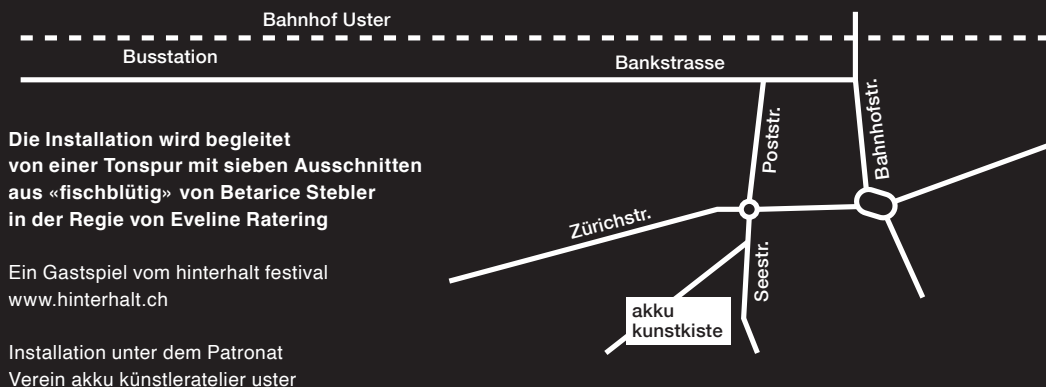 Bahnhof Uster
Busstation
Bankstrasse
Poststr.
Bahnhofstr.
Zürichstr.
Seestr.
akku
kunstkiste
Die Installation wird begleitet
von einer Tonspur mit sieben Ausschnitten
aus «fischblütig» von Betarice Stebler
in der Regie von Eveline Ratering
Ein Gastspiel vom hinterhalt festival
www.hinterhalt.ch
Installation unter dem Patronat
Verein akku künstleratelier uster